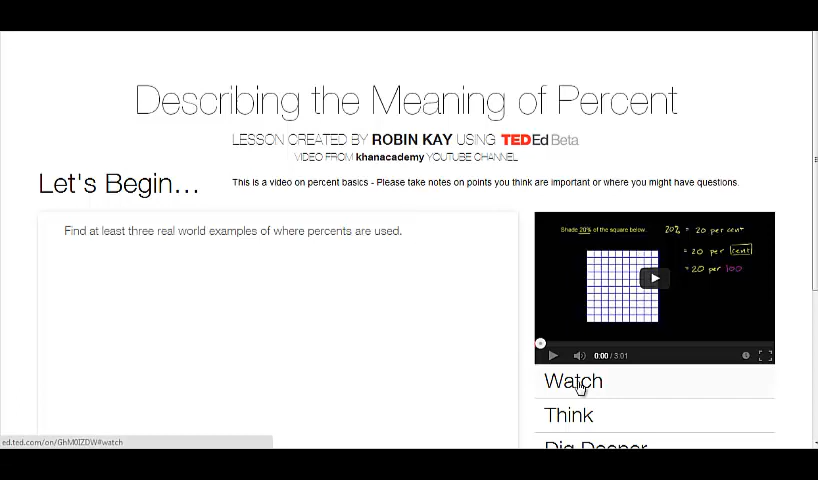 Describing the Meaning of Percent
LESSON CREATED BY ROBIN KAY USING TEDEd Beta
VIDEO FROM khanacademy YOUTUBE CHANNEL
Let's Begin...
This is a video on percent basics - Please take notes on points you think are important or where you might have questions.
Find at least three real world examples of where percents are used.
Shade 20% of the square below.
20% = 20 per cent
= 20 per cent
= 20 per 100
0:00 / 3:01
Watch
Think
Dig Deeper
ed.ted.com/on/GhM0IZDW#watch